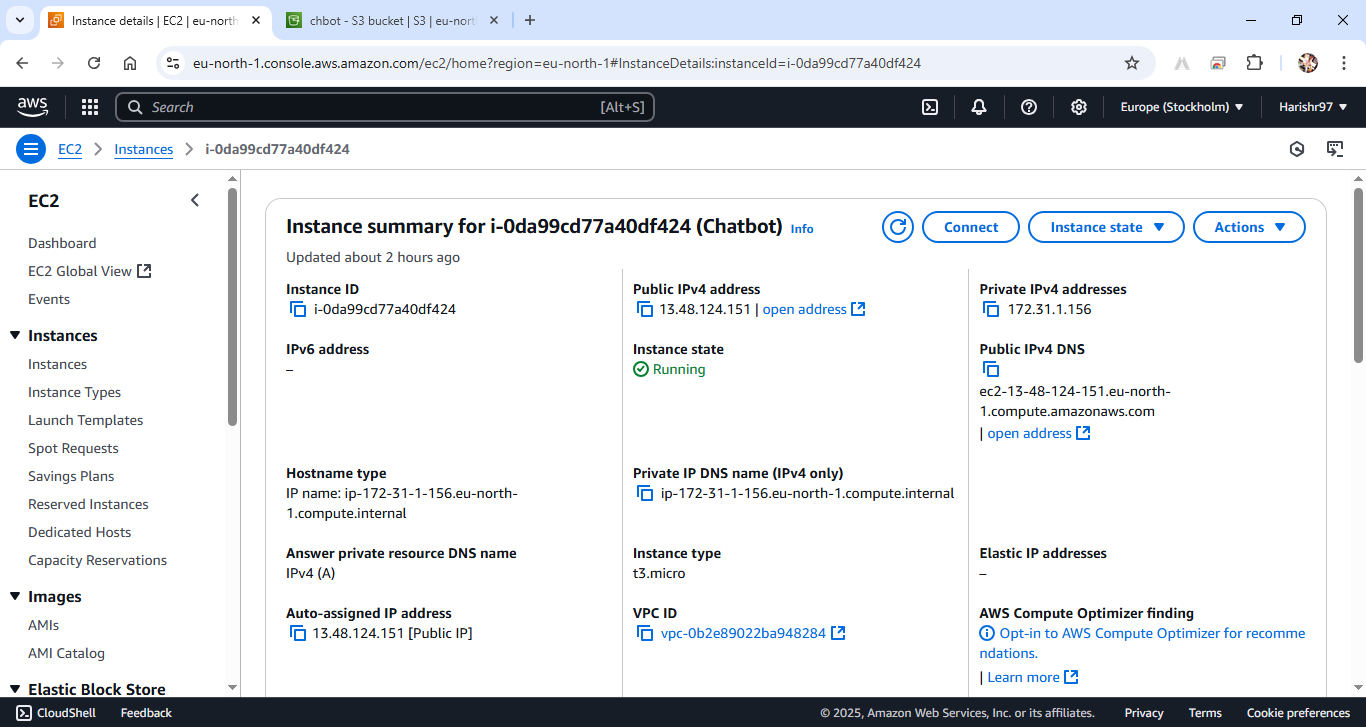 Instance details | EC2 | eu-north
chbot - S3 bucket | S3 | eu-nort
eu-north-1.console.aws.amazon.com/ec2/home?region=eu-north-1#InstanceDetails:instanceId=i-0da99cd77a40df424
aws
Search
[Alt+S]
Europe (Stockholm)
Harishr97
EC2
Instances
i-0da99cd77a40df424
EC2
Dashboard
EC2 Global View
Events
Instances
Instances
Instance Types
Launch Templates
Spot Requests
Savings Plans
Reserved Instances
Dedicated Hosts
Capacity Reservations
Images
AMIs
AMI Catalog
Elastic Block Store
Instance summary for i-0da99cd77a40df424 (Chatbot) Info
Updated about 2 hours ago
Connect
Instance state
Actions
Instance ID
i-0da99cd77a40df424
Public IPv4 address
13.48.124.151 | open address
Private IPv4 addresses
172.31.1.156
IPv6 address
–
Instance state
Running
Public IPv4 DNS
ec2-13-48-124-151.eu-north-
1.compute.amazonaws.com
| open address
Hostname type
IP name: ip-172-31-1-156.eu-north-
1.compute.internal
Private IP DNS name (IPv4 only)
ip-172-31-1-156.eu-north-1.compute.internal
Answer private resource DNS name
IPv4 (A)
Instance type
t3.micro
Elastic IP addresses
–
Auto-assigned IP address
13.48.124.151 [Public IP]
VPC ID
vpc-0b2e89022ba948284
AWS Compute Optimizer finding
Opt-in to AWS Compute Optimizer for recomme
ndations.
| Learn more
CloudShell
Feedback
© 2025, Amazon Web Services, Inc. or its affiliates.
Privacy
Terms
Cookie preferences